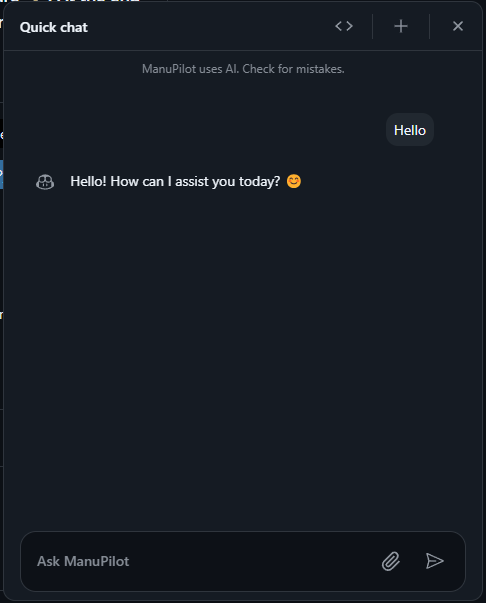 Quick chat
ManuPilot uses AI. Check for mistakes.
Hello
Hello! How can I assist you today? 😊
Ask ManuPilot